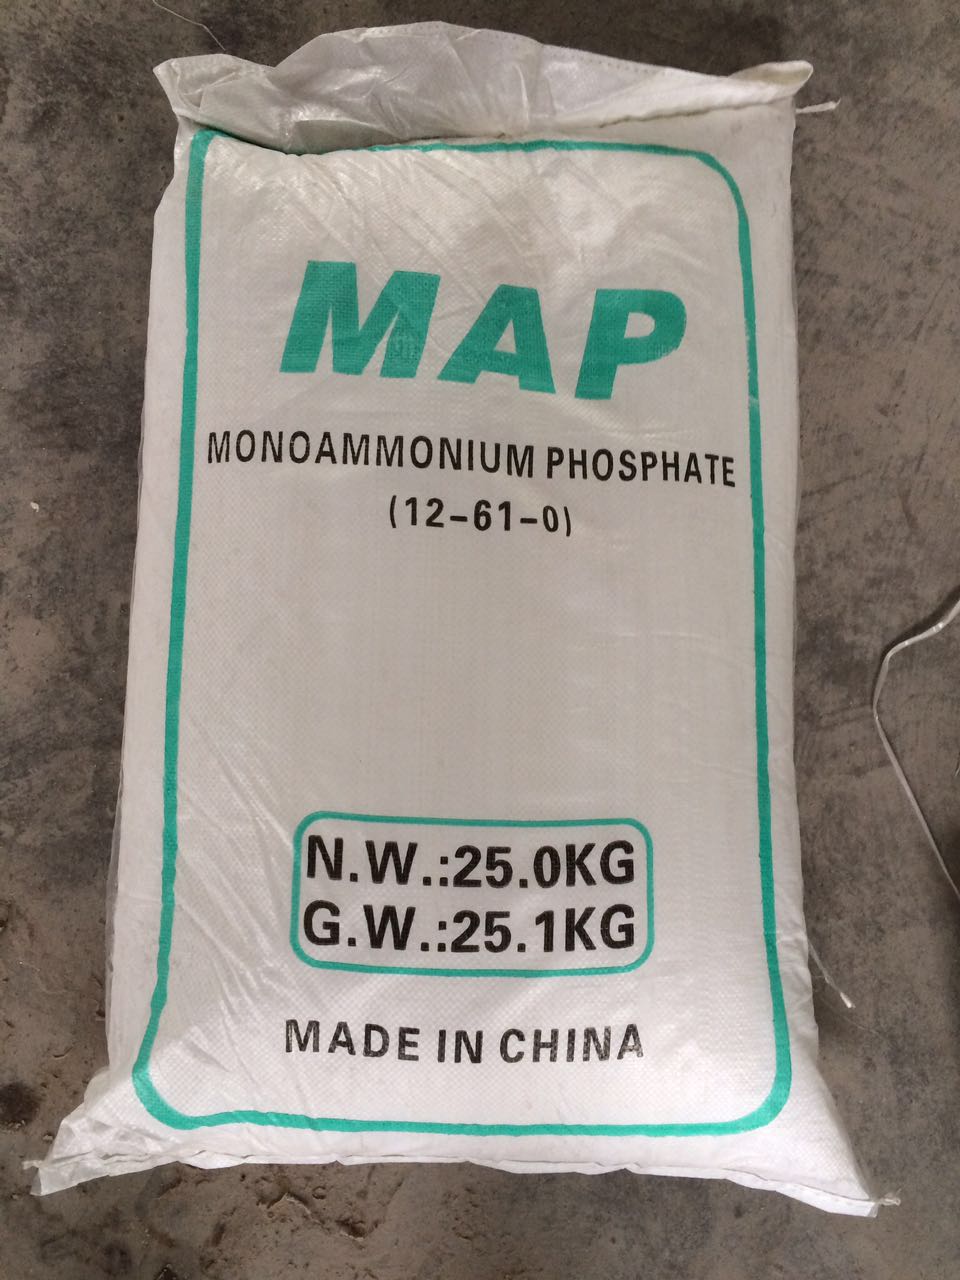 MAP
MONOAMMONIUM PHOSPHATE
(12-61-0)
N.W.:25.0KG
G.W.:25.1KG
MADE IN CHINA